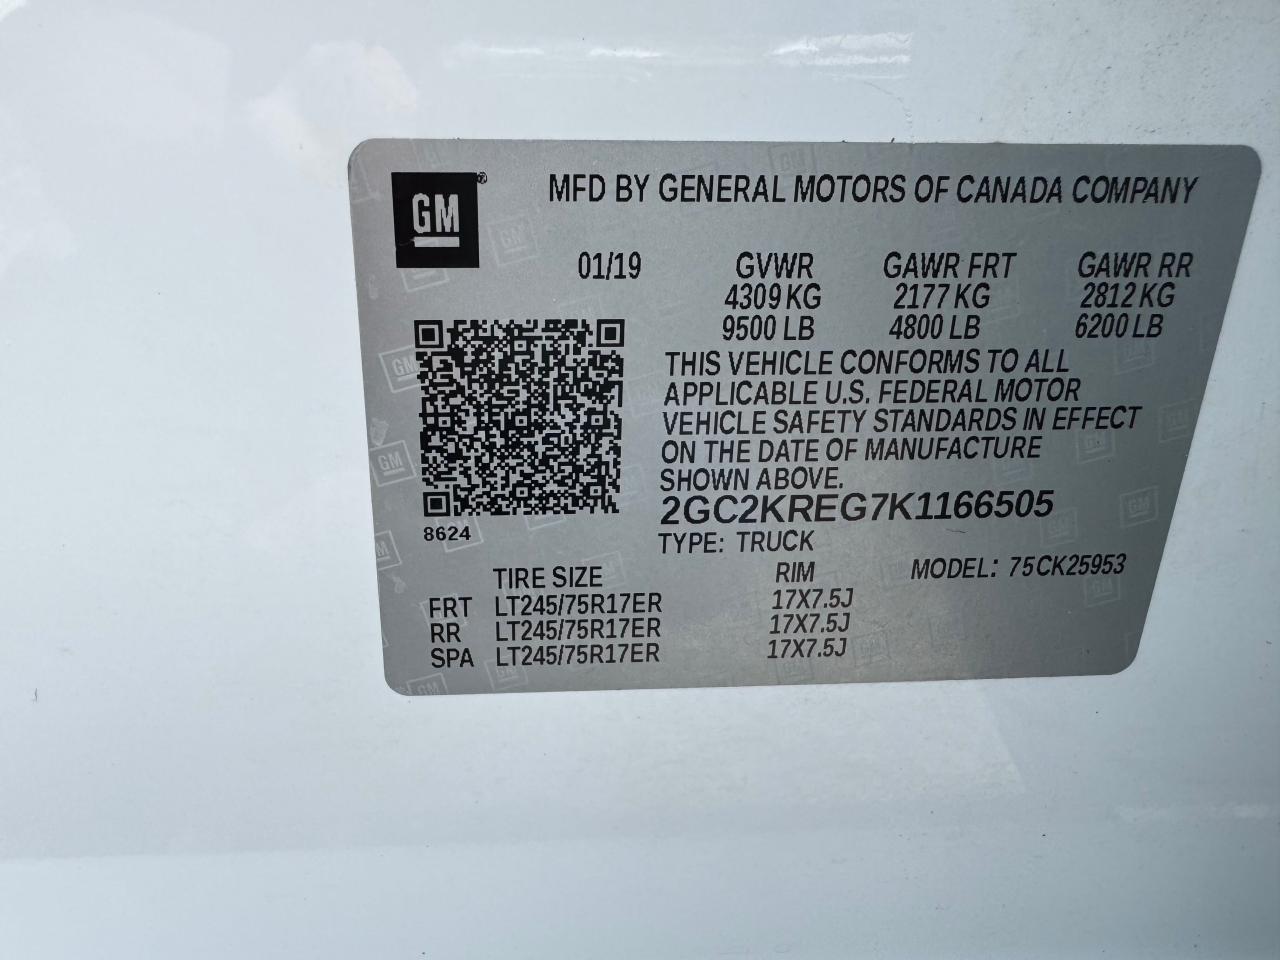 GM®
MFD BY GENERAL MOTORS OF CANADA COMPANY
01/19 GVWR GAWR FRT GAWR RR
4309 KG 2177 KG 2812 KG
9500 LB 4800 LB 6200 LB
THIS VEHICLE CONFORMS TO ALL
APPLICABLE U.S. FEDERAL MOTOR
VEHICLE SAFETY STANDARDS IN EFFECT
ON THE DATE OF MANUFACTURE
SHOWN ABOVE.
2GC2KREG7K1166505
8624
TYPE: TRUCK
TIRE SIZE RIM MODEL: 75CK25953
FRT LT245/75R17ER 17X7.5J
RR LT245/75R17ER 17X7.5J
SPA LT245/75R17ER 17X7.5J